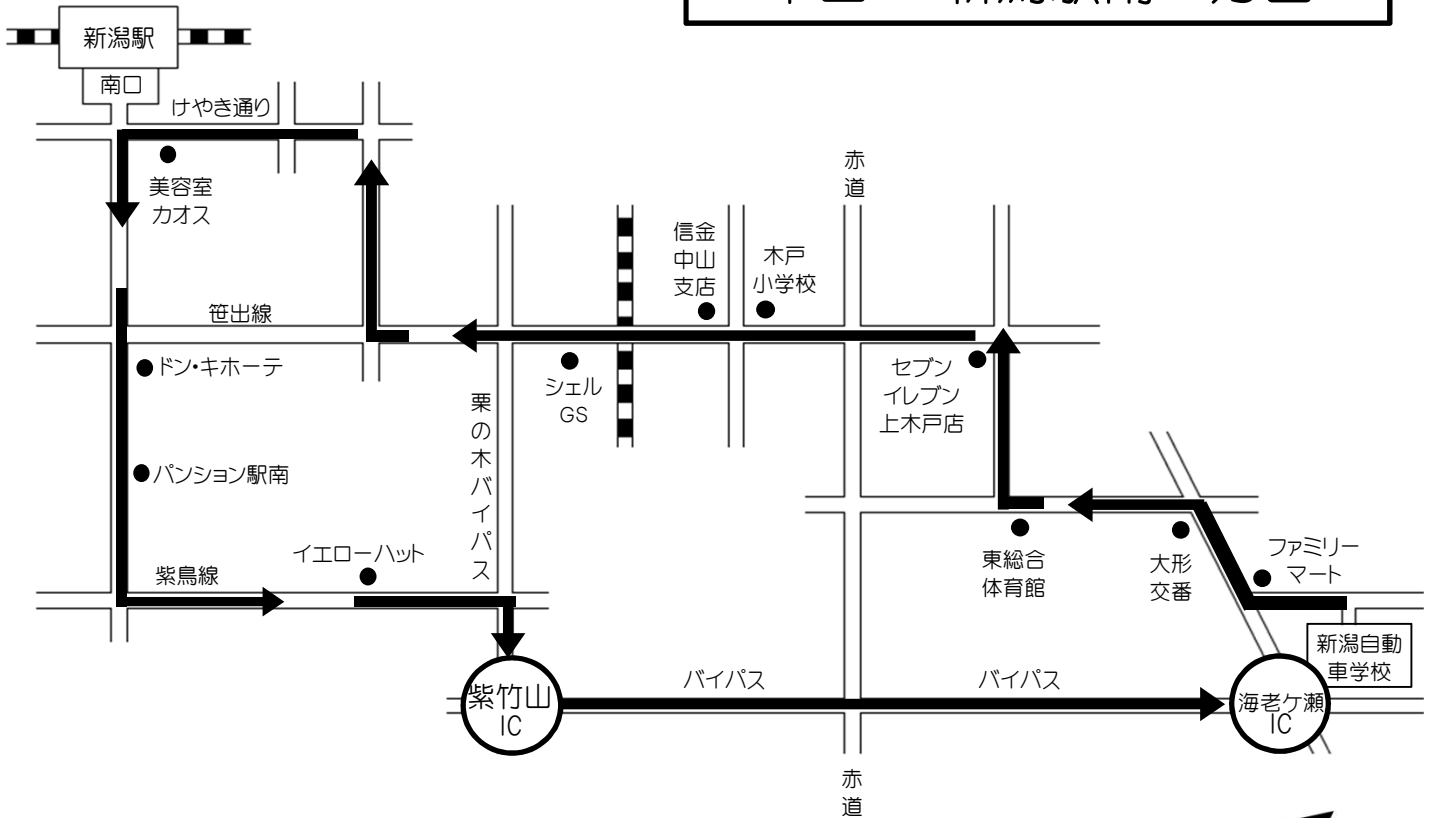 新潟駅
南口
けやき通り
美容室
カオス
赤道
信金
中山
支店
木戸
小学校
笹出線
ドン・キホーテ
シェル
GS
セブン
イレブン
上木戸店
栗の木バイパス
パンション駅南
イエローハット
紫鳥線
東総合
体育館
大形
交番
ファミリー
マート
新潟自動
車学校
紫竹山
IC
バイパス
バイパス
海老ケ瀬
IC
赤道